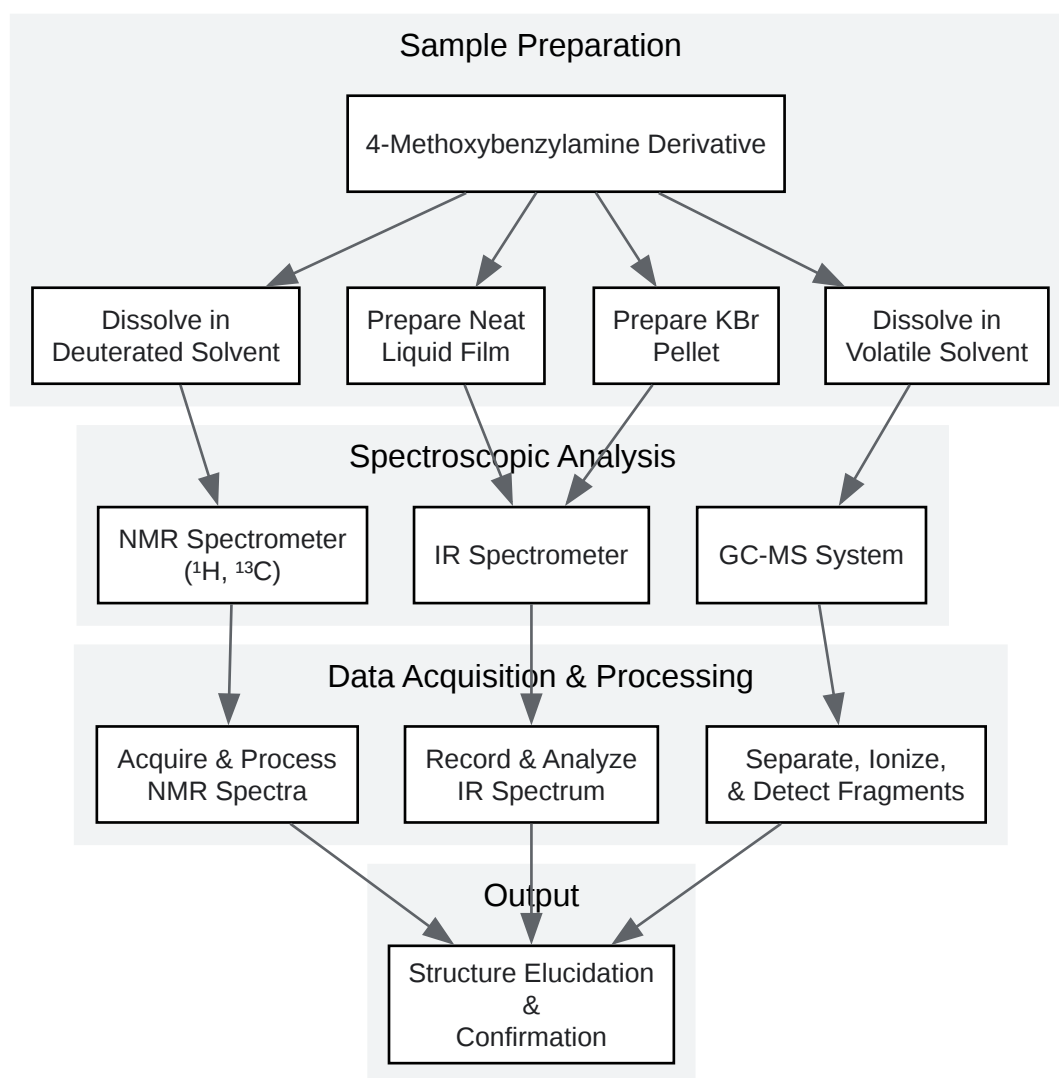 Sample Preparation
4-Methoxybenzylamine Derivative
Dissolve in
Deuterated Solvent
Prepare Neat
Liquid Film
Prepare KBr
Pellet
Dissolve in
Volatile Solvent
Spectroscopic Analysis
NMR Spectrometer
(¹H, ¹³C)
IR Spectrometer
GC-MS System
Data Acquisition & Processing
Acquire & Process
NMR Spectra
Record & Analyze
IR Spectrum
Separate, Ionize,
& Detect Fragments
Output
Structure Elucidation
&
Confirmation